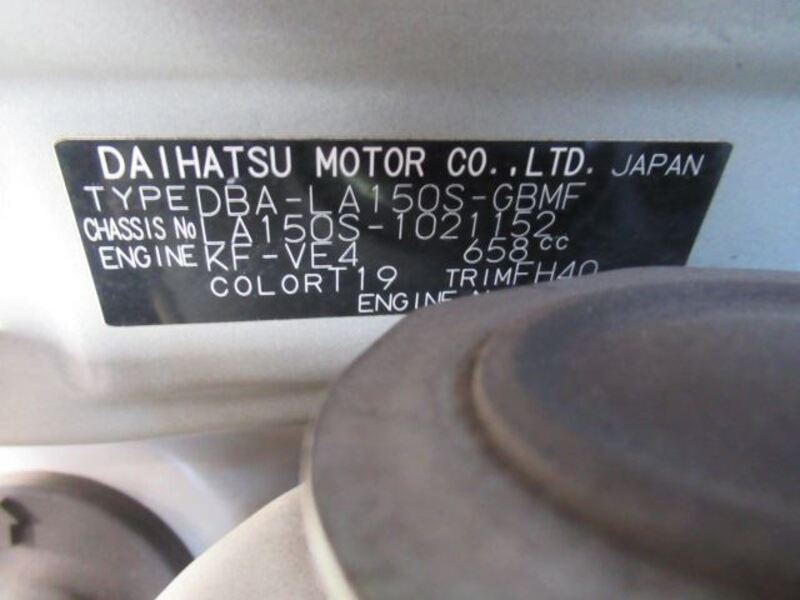 DAIHATSU MOTOR CO.,LTD. JAPAN
TYPE DBA-LA150S-GBMF
CHASSIS No LA150S-1021152
ENGINE KF-VE4 658cc
COLOR T19 TRIM FH40
ENGINE